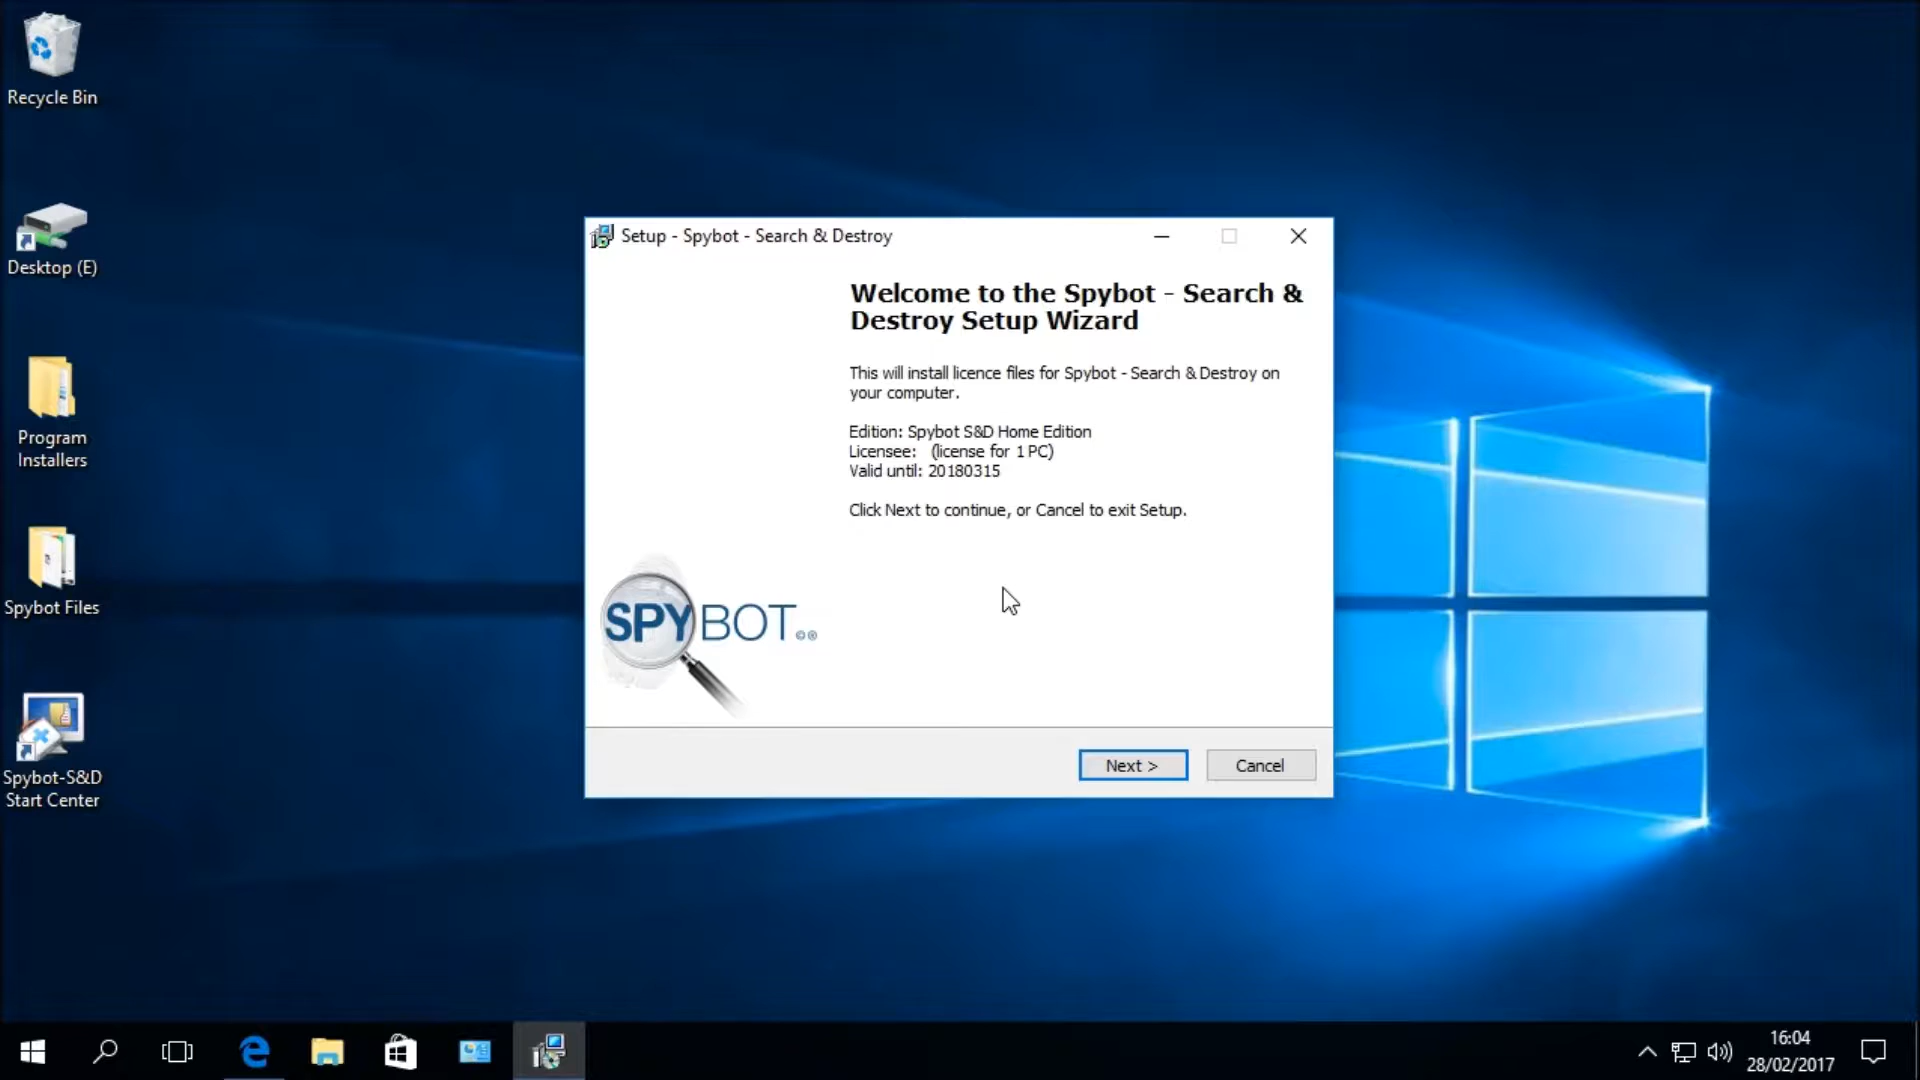 Recycle Bin
Desktop (E)
Program
Installers
Spybot Files
Spybot-S&D
Start Center
Setup - Spybot - Search & Destroy
Welcome to the Spybot - Search &
Destroy Setup Wizard
This will install licence files for Spybot - Search & Destroy on
your computer.
Edition: Spybot S&D Home Edition
Licensee: (license for 1 PC)
Valid until: 20180315
Click Next to continue, or Cancel to exit Setup.
SPYBOT©®
Next >
Cancel
16:04
28/02/2017